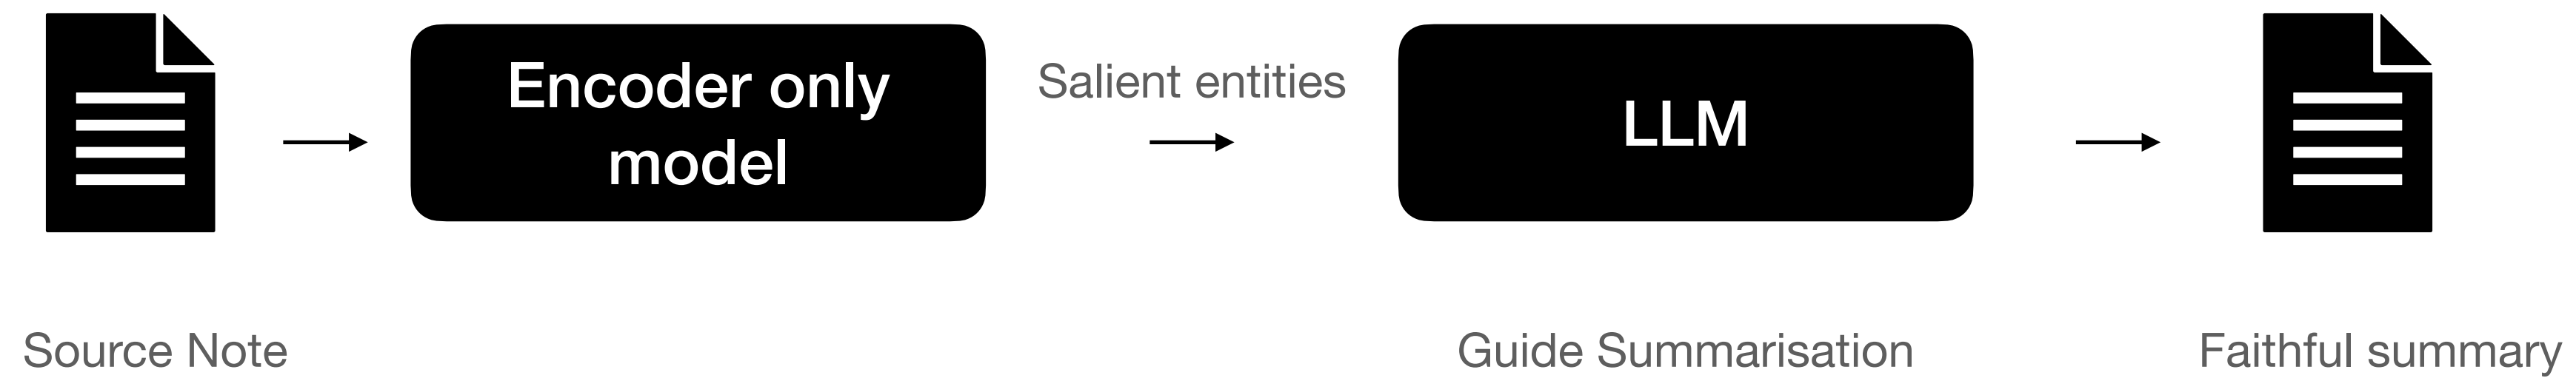 Encoder only
model
Salient entities
LLM
Source Note
Guide Summarisation
Faithful summary